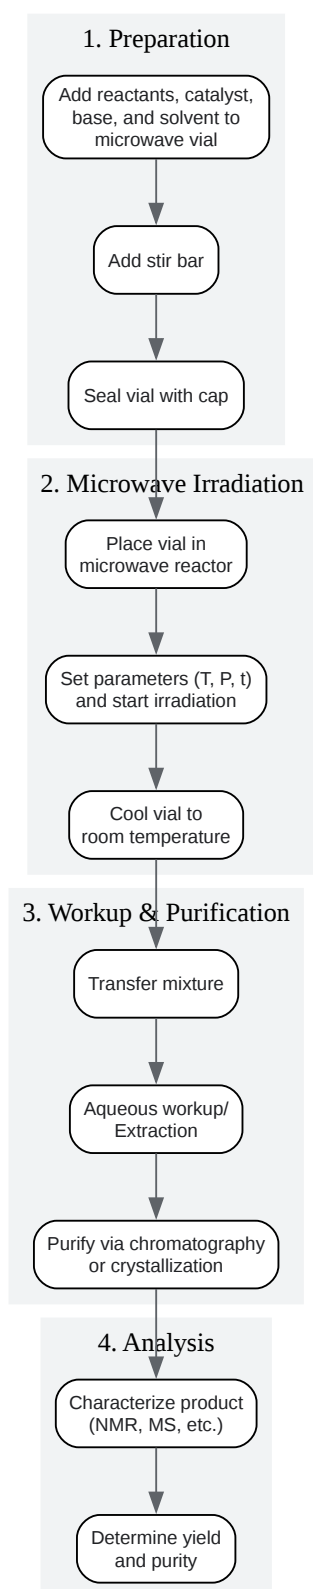 1. Preparation
Add reactants, catalyst,
base, and solvent to
microwave vial
Add stir bar
Seal vial with cap
2. Microwave Irradiation
Place vial in
microwave reactor
Set parameters (T, P, t)
and start irradiation
Cool vial to
room temperature
3. Workup & Purification
Transfer mixture
Aqueous workup/
Extraction
Purify via chromatography
or crystallization
4. Analysis
Characterize product
(NMR, MS, etc.)
Determine yield
and purity